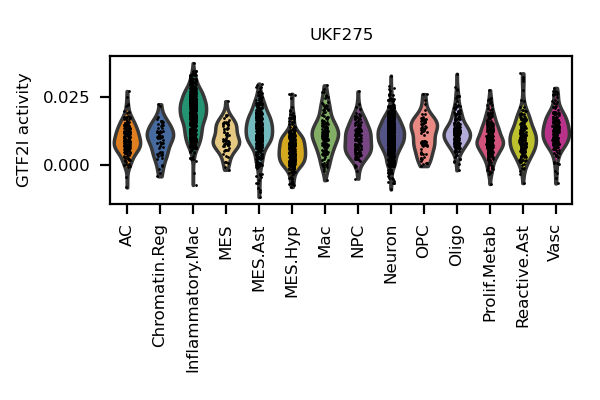 UKF275
GTF2I activity
0.025
0.000
AC
Chromatin.Reg
Inflammatory.Mac
MES
MES.Ast
MES.Hyp
Mac
NPC
Neuron
OPC
Oligo
Prolif.Metab
Reactive.Ast
Vasc